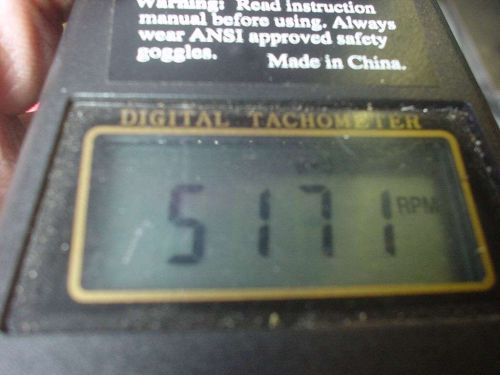 Warning: Read instruction
manual before using. Always
wear ANSI approved safety
goggles. Made in China.
DIGITAL TACHOMETER
5171 RPM